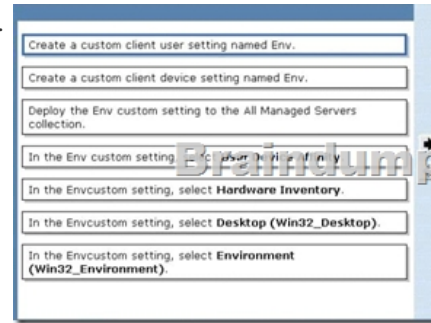 Create a custom client user setting named Env.
Create a custom client device setting named Env.
Deploy the Env custom setting to the All Managed Servers
collection.
In the Env custom setting,
In the Envcustom setting, select Hardware Inventory.
In the Envcustom setting, select Desktop (Win32_Desktop).
In the Envcustom setting, select Environment
(Win32_Environment).
Braindump